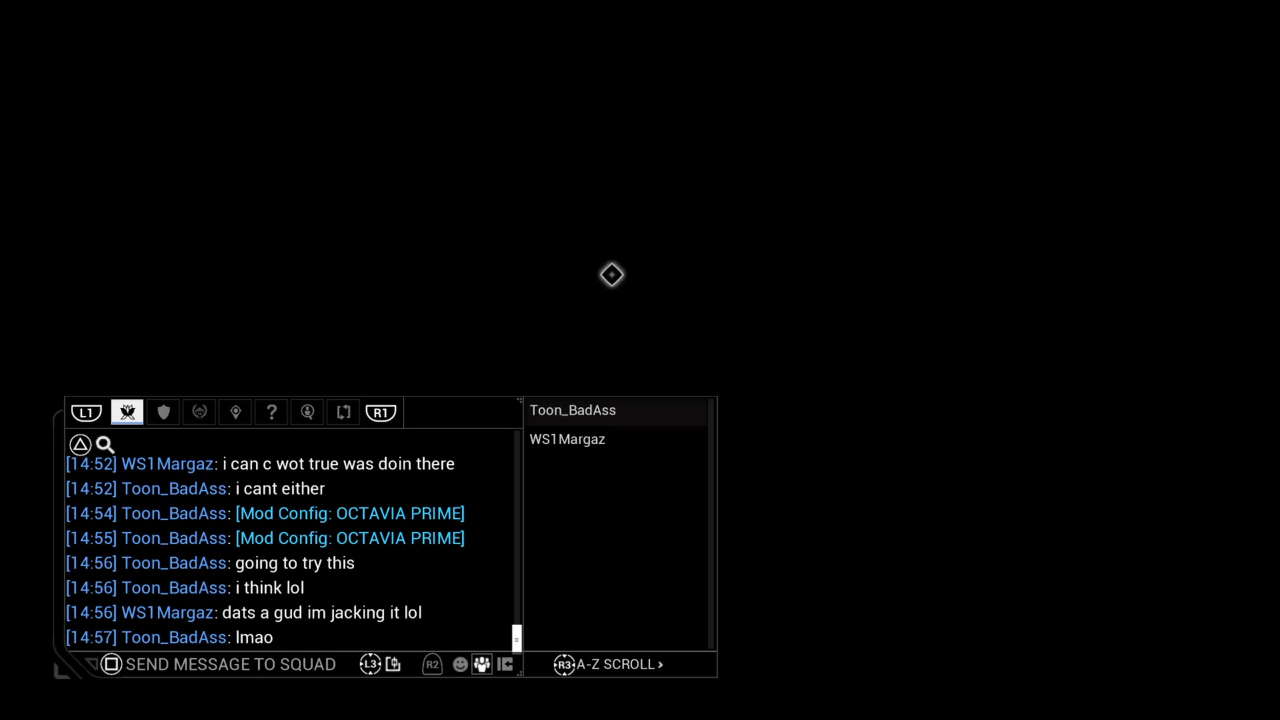 L1 ? R1
Toon_BadAss
WS1Margaz
[14:52] WS1Margaz: i can c wot true was doin there
[14:52] Toon_BadAss: i cant either
[14:54] Toon_BadAss: [Mod Config: OCTAVIA PRIME]
[14:55] Toon_BadAss: [Mod Config: OCTAVIA PRIME]
[14:56] Toon_BadAss: going to try this
[14:56] Toon_BadAss: i think lol
[14:56] WS1Margaz: dats a gud im jacking it lol
[14:57] Toon_BadAss: lmao
SEND MESSAGE TO SQUAD L3 R2 R3 A-Z SCROLL >